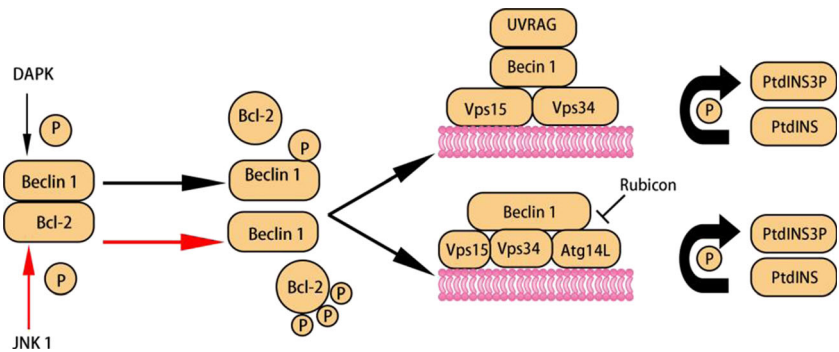 DAPK
P
Beclin 1
Bcl-2
P
JNK 1
Bcl-2
P
Beclin 1
Beclin 1
Bcl-2
P
P
P
UVRAG
Becin 1
Vps15
Vps34
P
PtdINS3P
PtdINS
Rubicon
Beclin 1
Vps15
Vps34
Atg14L
P
PtdINS3P
PtdINS